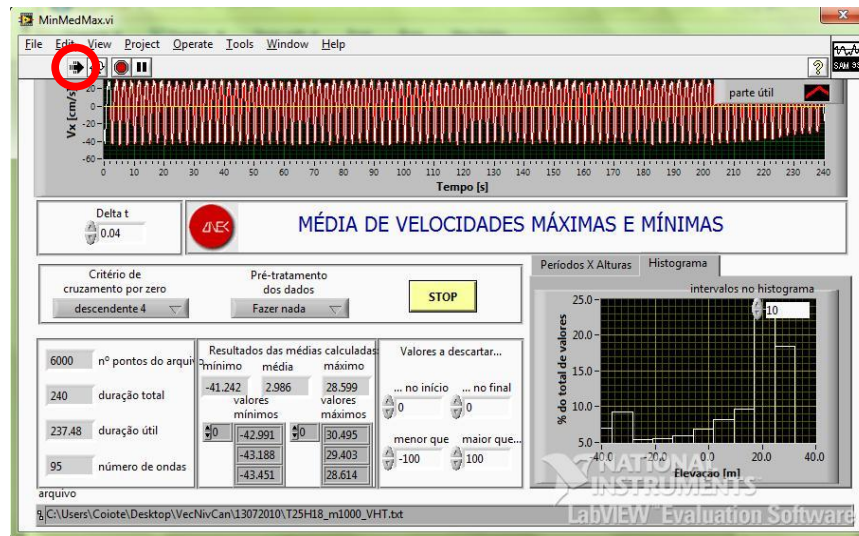 MinMedMax.vi
File Edit View Project Operate Tools Window Help
SAM 95
parte útil
Vx [cm/s]
20
0
-20
-40
-60
0 10 20 30 40 50 60 70 80 90 100 110 120 130 140 150 160 170 180 190 200 210 220 230 240
Tempo [s]
Delta t
0.04
MÉDIA DE VELOCIDADES MÁXIMAS E MÍNIMAS
Critério de
cruzamento por zero
descendente 4
Pré-tratamento
dos dados
Fazer nada
STOP
Períodos X Alturas Histograma
intervalos no histograma
10
% do total de valores
25.0
20.0
15.0
10.0
5.0
-40.0 -20.0 0.0 20.0 40.0
Elevacao [m]
6000 nº pontos do arqui
240 duração total
237.48 duração útil
95 número de ondas
Resultados das médias calculadas
mínimo média máximo
-41.242 2.986 28.599
valores
mínimos
valores
máximos
0 -42.991
-43.188
-43.451
0 30.495
29.403
28.614
Valores a descartar...
... no início ... no final
0 0
menor que maior que...
-100 100
NATIONAL
INSTRUMENTS
LabVIEW Evaluation Software
arquivo
C:\Users\Coiote\Desktop\VecNivCan\13072010\T25H18_m1000_VHT.txt